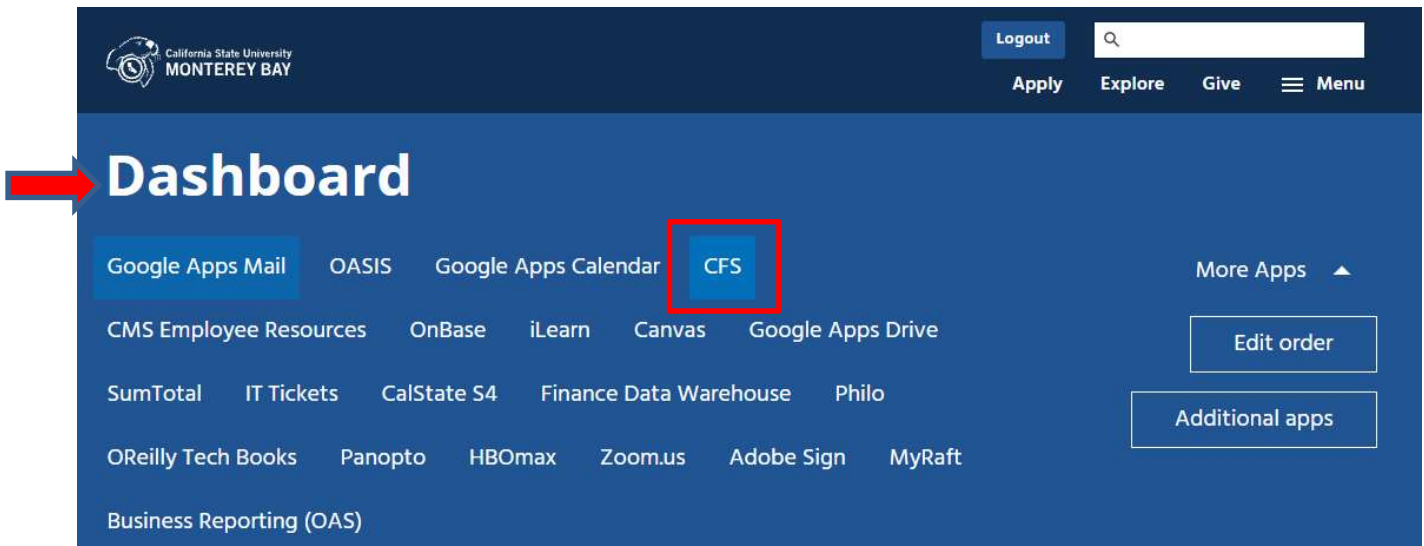 California State University
MONTEREY BAY
Logout
Apply Explore Give Menu
Dashboard
Google Apps Mail OASIS Google Apps Calendar CFS More Apps
CMS Employee Resources OnBase iLearn Canvas Google Apps Drive Edit order
SumTotal IT Tickets CalState S4 Finance Data Warehouse Philo
Additional apps
OReilly Tech Books Panopto HBOmax Zoom.us Adobe Sign MyRaft
Business Reporting (OAS)